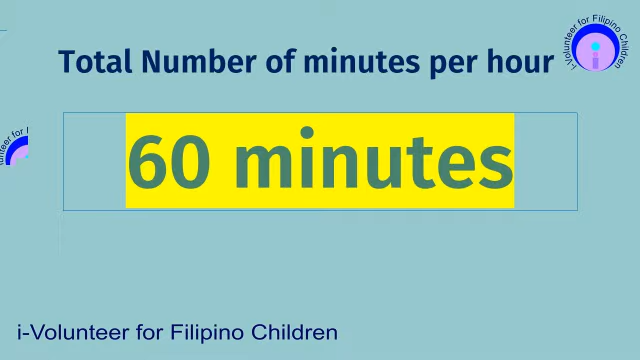 i-Volunteer for Filipino Children
Total Number of minutes per hour
60 minutes
i-Volunteer for Filipino Children